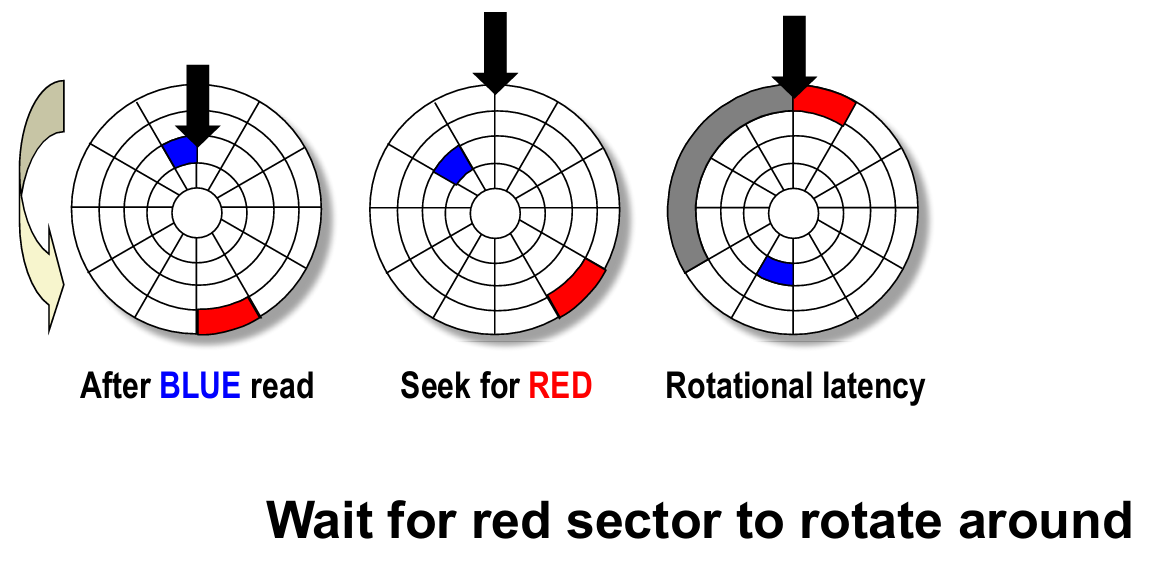 After BLUE read
Seek for RED
Rotational latency
Wait for red sector to rotate around